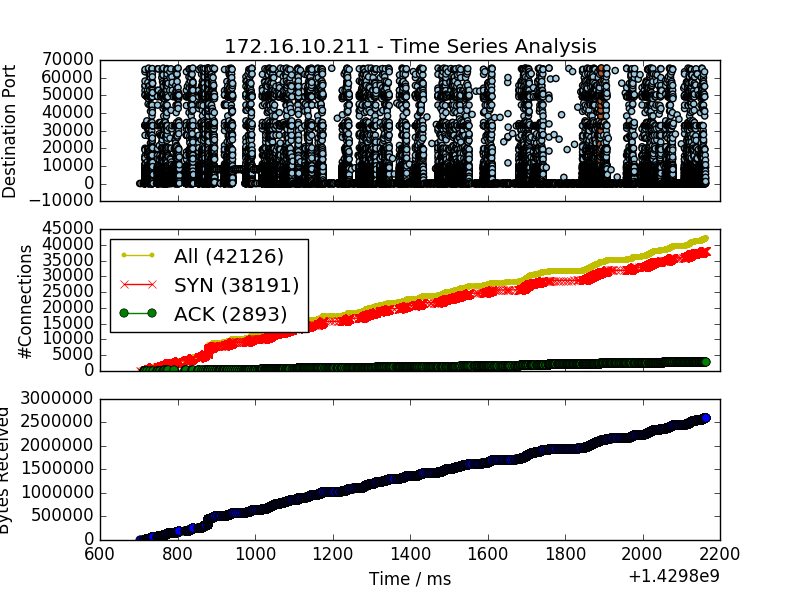 172.16.10.211 - Time Series Analysis
70000
60000
50000
40000
30000
20000
10000
0
−10000
Destination Port
45000
40000
35000
30000
25000
20000
15000
10000
5000
0
#Connections
All (42126)
SYN (38191)
ACK (2893)
3000000
2500000
2000000
1500000
1000000
500000
0
Bytes Received
600 800 1000 1200 1400 1600 1800 2000 2200
Time / ms
+1.4298e9